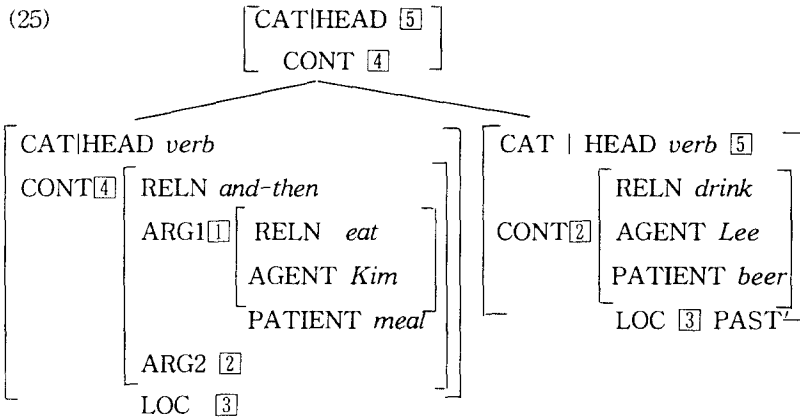 (25)
CAT|HEAD 5
CONT 4
CAT|HEAD verb
CONT 4 RELN and-then
ARG1 1 RELN eat
AGENT Kim
PATIENT meal
ARG2 2
LOC 3
CAT | HEAD verb 5
RELN drink
CONT 2 AGENT Lee
PATIENT beer
LOC 3 PAST'